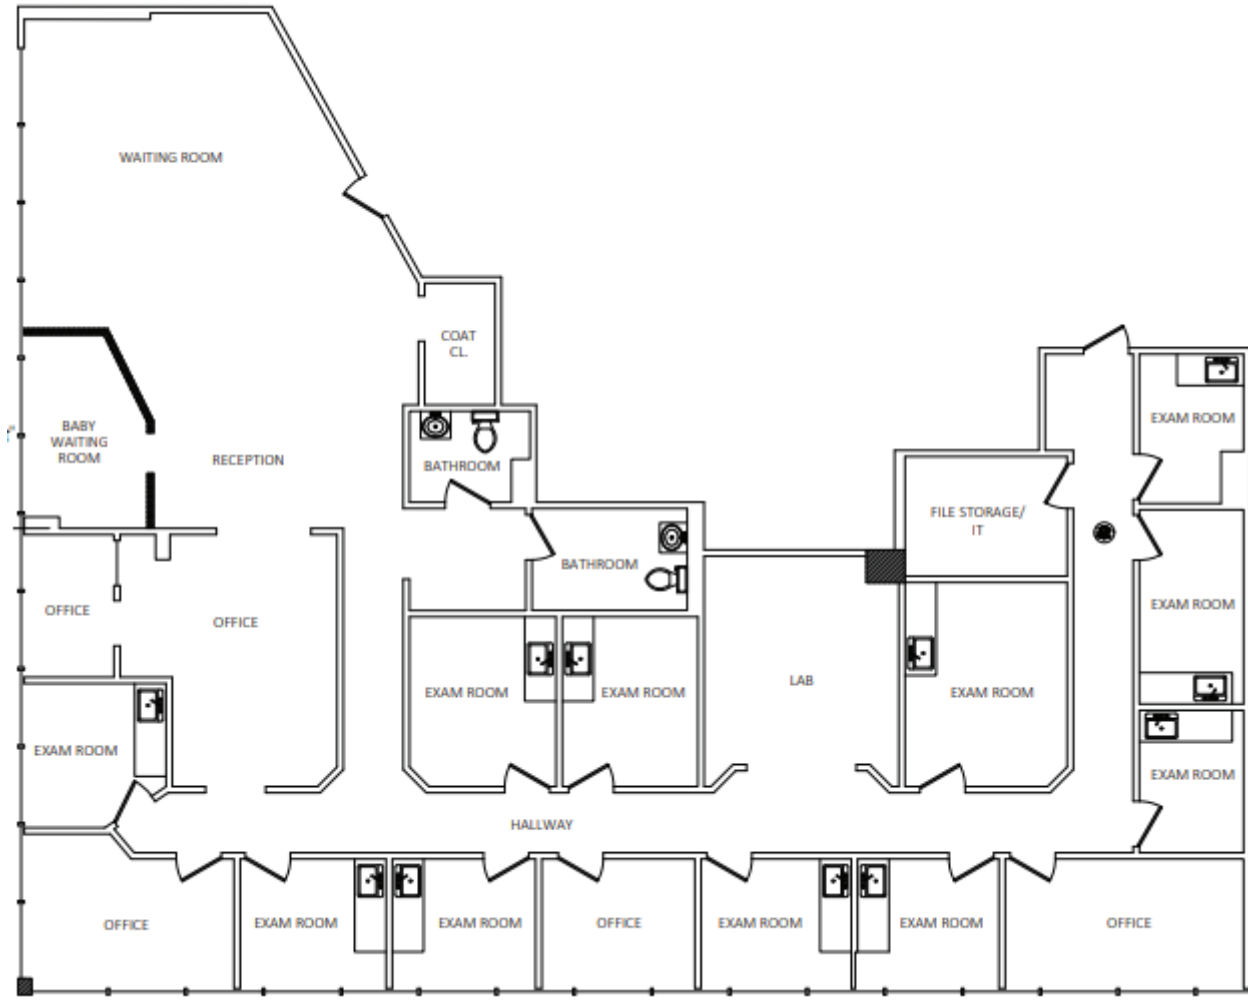 WAITING ROOM
COAT
CL.
BABY
WAITING
ROOM
RECEPTION
BATHROOM
EXAM ROOM
FILE STORAGE/
IT
BATHROOM
OFFICE
OFFICE
EXAM ROOM
EXAM ROOM
EXAM ROOM
LAB
EXAM ROOM
EXAM ROOM
EXAM ROOM
HALLWAY
OFFICE
EXAM ROOM
EXAM ROOM
OFFICE
EXAM ROOM
EXAM ROOM
OFFICE